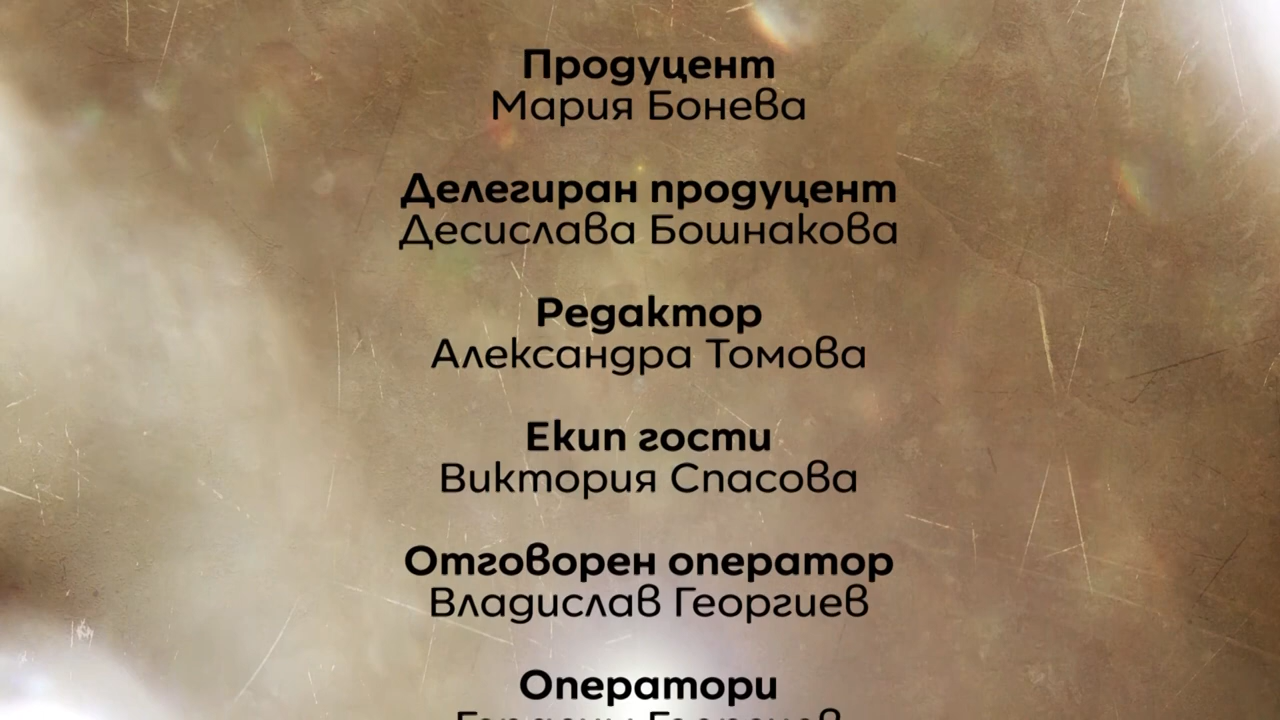 Продуцент
Мария Бонева
Делегиран продуцент
Десислава Бошнакова
Редактор
Александра Томова
Екип гости
Виктория Спасова
Отговорен оператор
Владислав Георгиев
Оператори